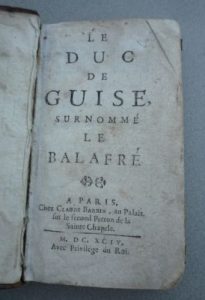 LE
DUC
DE
GUISE,
SURNOMMÉ
LE
BALAFRÉ
A PARIS,
Chez CLAUDE BARBIN, au Palais,
sur le second Perron de la
Sainte Chapele.
M. DC. XCIV.
Avec Privilege du Roi.